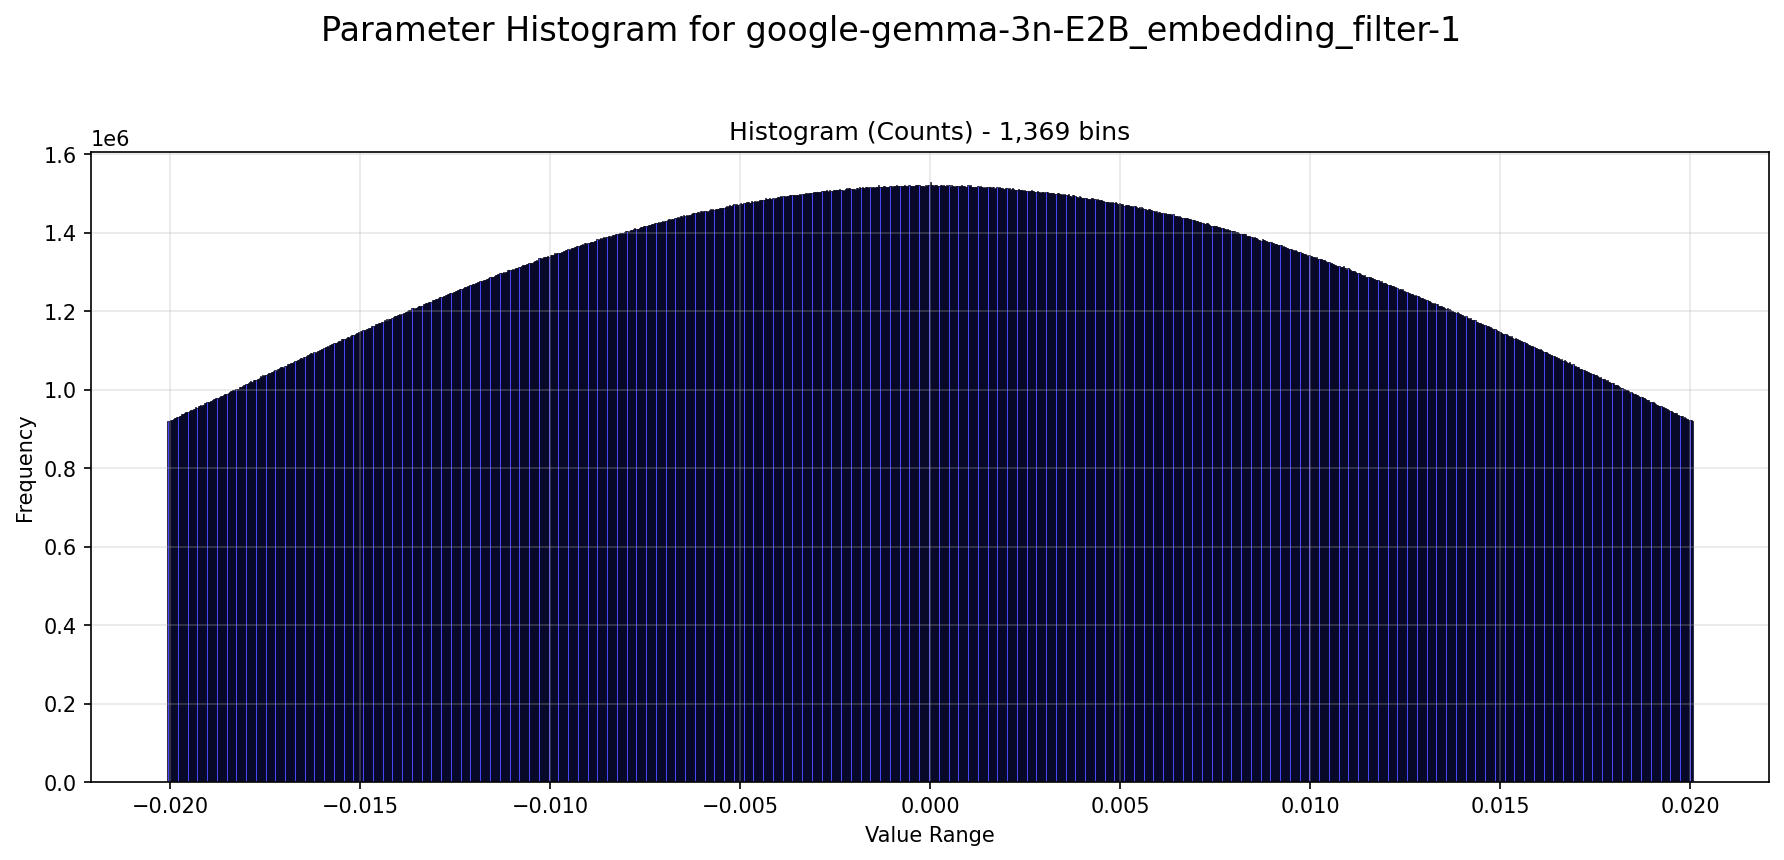 Parameter Histogram for google-gemma-3n-E2B_embedding_filter-1
Histogram (Counts) - 1,369 bins
1e6
1.6
1.4
1.2
1.0
0.8
0.6
0.4
0.2
0.0
Frequency
−0.020 −0.015 −0.010 −0.005 0.000 0.005 0.010 0.015 0.020
Value Range